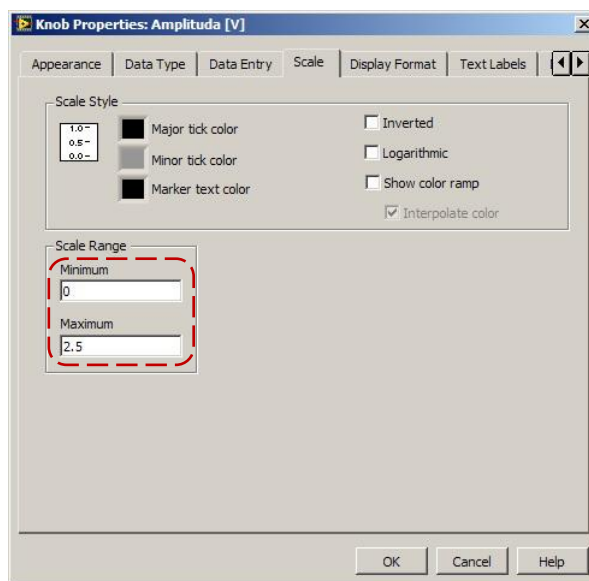 Knob Properties: Amplituda [V]
Appearance
Data Type
Data Entry
Scale
Display Format
Text Labels
Scale Style
1.0
0.5
0.0
Major tick color
Minor tick color
Marker text color
Inverted
Logarithmic
Show color ramp
Interpolate color
Scale Range
Minimum
0
Maximum
2.5
OK
Cancel
Help